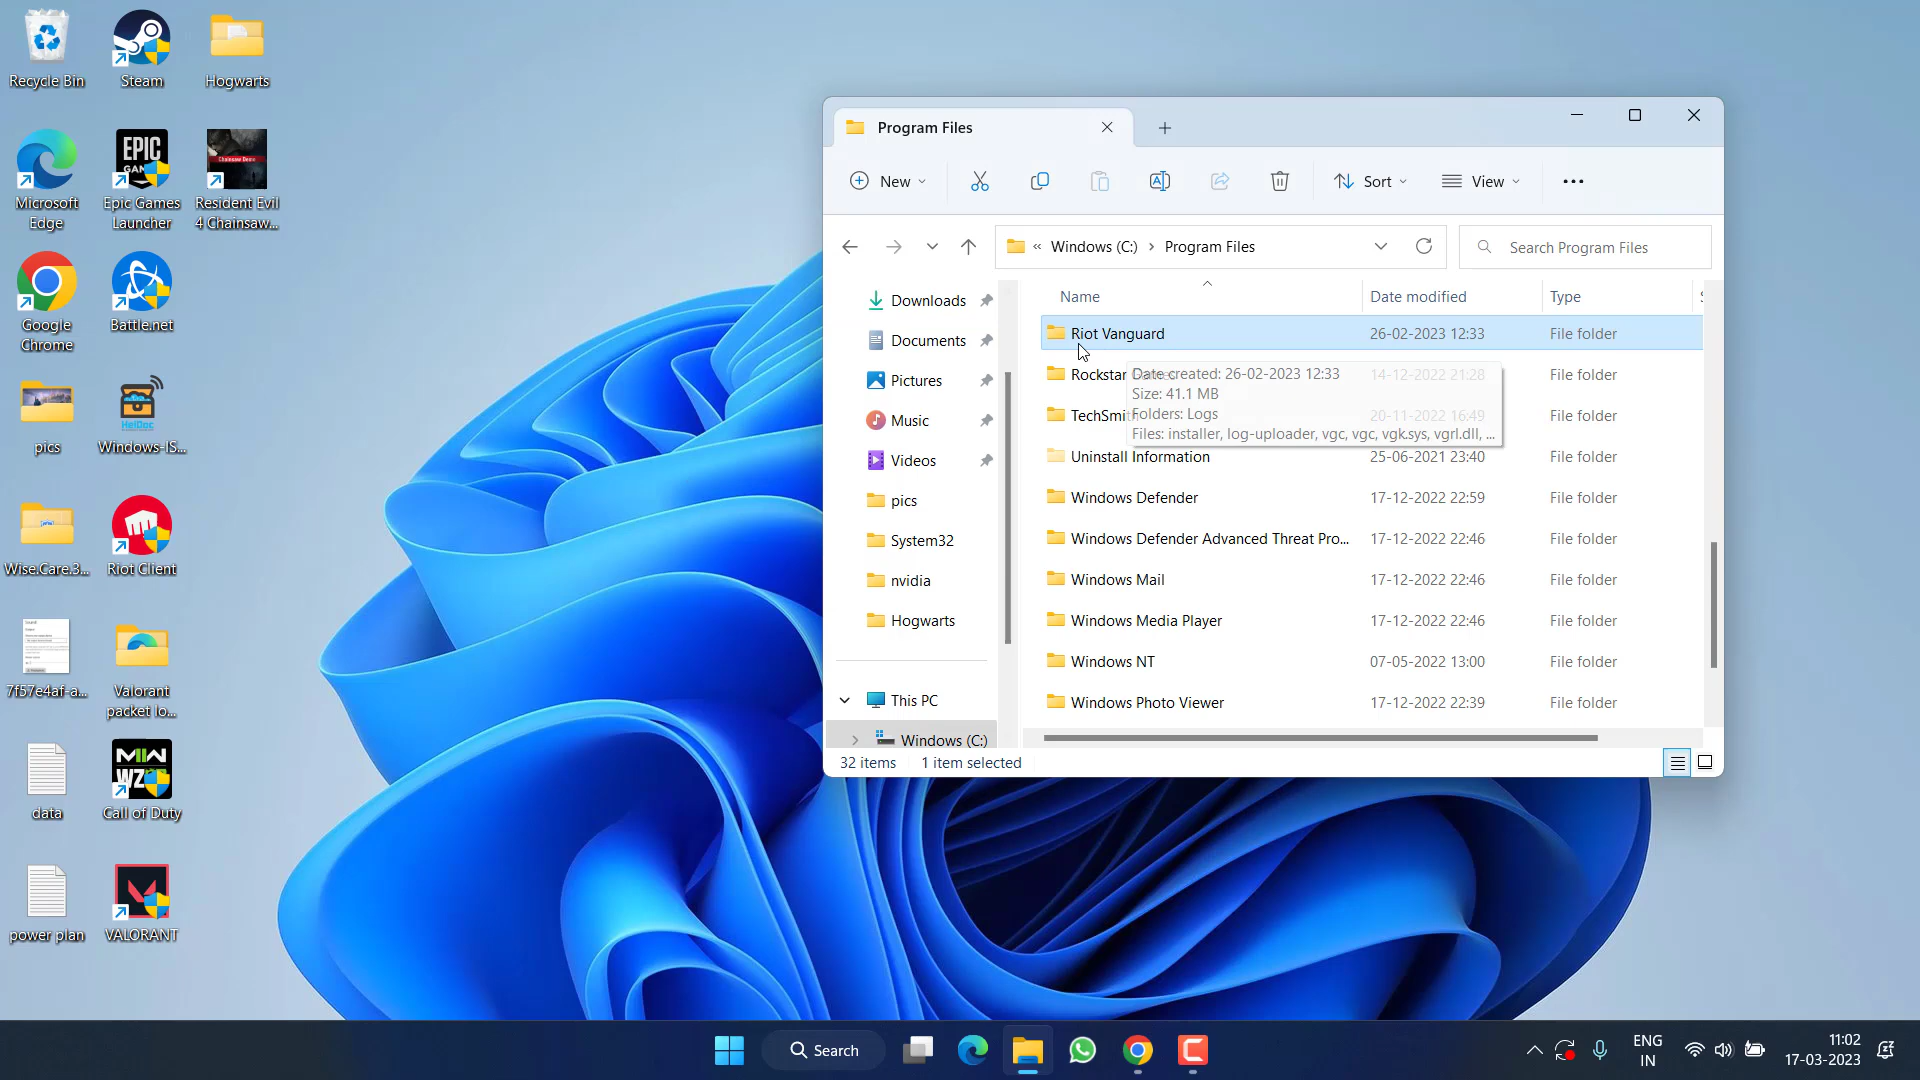 Recycle Bin
Steam
Hogwarts
Microsoft Edge
EPIC
GAM
Epic Games Launcher
Chainsaw Demo
Resident Evil 4 Chainsaw...
Google Chrome
Battle.net
pics
HeiDoc
Windows-IS...
Wise.Care.3...
Riot Client
7f57e4af-a...
Valorant packet lo...
data
MW
WZ
Call of Duty
power plan
VALORANT
Program Files
New
Sort
View
« Windows (C:) > Program Files
Search Program Files
Downloads
Documents
Pictures
Music
Videos
pics
System32
nvidia
Hogwarts
This PC
Windows (C:)
Name Date modified Type S
Riot Vanguard 26-02-2023 12:33 File folder
Rockstar 14-12-2022 21:28 File folder
TechSmith 20-11-2022 16:49 File folder
Date created: 26-02-2023 12:33
Size: 41.1 MB
Folders: Logs
Files: installer, log-uploader, vgc, vgc, vgk.sys, vgrl.dll, ...
Uninstall Information 25-06-2021 23:40 File folder
Windows Defender 17-12-2022 22:59 File folder
Windows Defender Advanced Threat Pro... 17-12-2022 22:46 File folder
Windows Mail 17-12-2022 22:46 File folder
Windows Media Player 17-12-2022 22:46 File folder
Windows NT 07-05-2022 13:00 File folder
Windows Photo Viewer 17-12-2022 22:39 File folder
32 items 1 item selected
Search
ENG
IN
11:02
17-03-2023